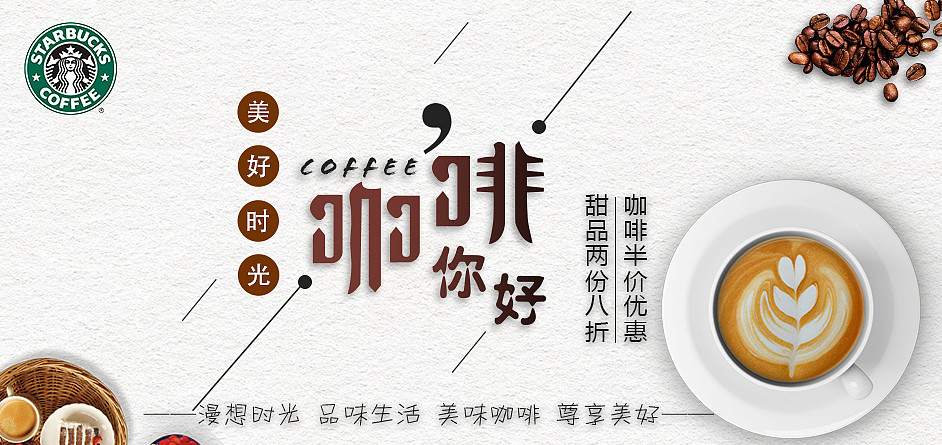 STARBUCKS
COFFEE
®
美好时光
COFFEE
,
咖啡
你好
咖啡半价优惠
甜品两份八折
漫想时光 品味生活 美味咖啡 尊享美好